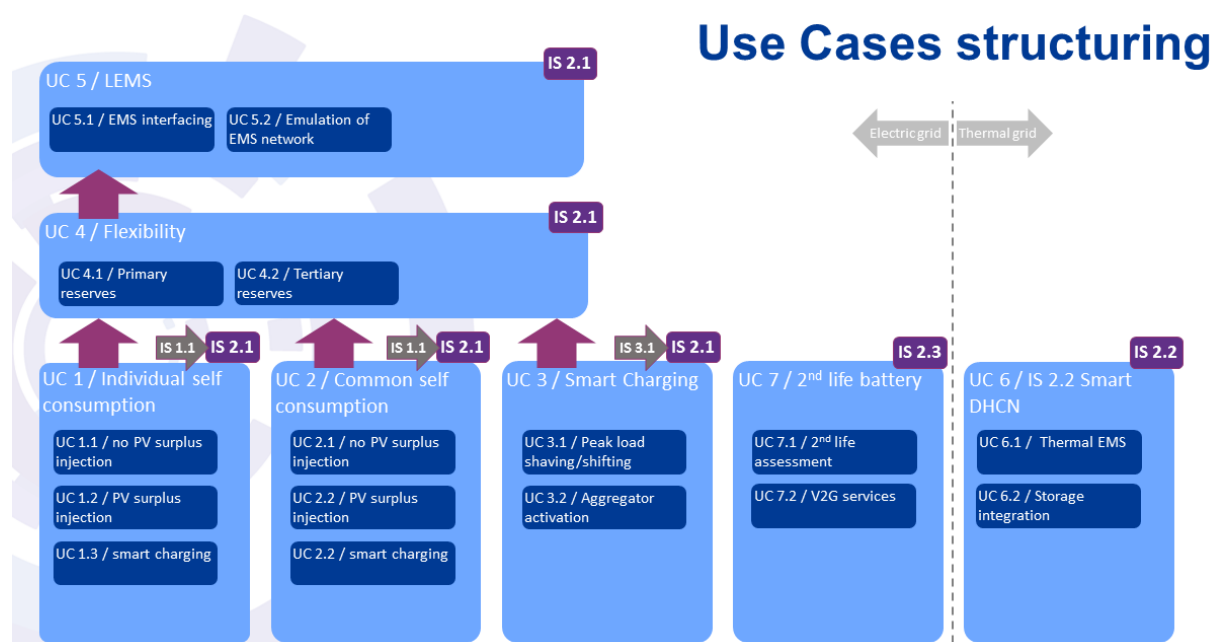 Use Cases structuring
IS 2.1
UC 5 / LEMS
UC 5.1 / EMS interfacing
UC 5.2 / Emulation of
EMS network
Electric grid
Thermal grid
IS 2.1
UC 4 / Flexibility
UC 4.1 / Primary
reserves
UC 4.2 / Tertiary
reserves
IS 1.1
IS 2.1
UC 1 / Individual self
consumption
UC 1.1 / no PV surplus
injection
UC 1.2 / PV surplus
injection
UC 1.3 / smart charging
IS 1.1
IS 2.1
UC 2 / Common self
consumption
UC 2.1 / no PV surplus
injection
UC 2.2 / PV surplus
injection
UC 2.2 / smart charging
IS 3.1
IS 2.1
UC 3 / Smart Charging
UC 3.1 / Peak load
shaving/shifting
UC 3.2 / Aggregator
activation
IS 2.3
UC 7 / 2nd life battery
UC 7.1 / 2nd life
assessment
UC 7.2 / V2G services
IS 2.2
UC 6 / IS 2.2 Smart
DHCN
UC 6.1 / Thermal EMS
UC 6.2 / Storage
integration